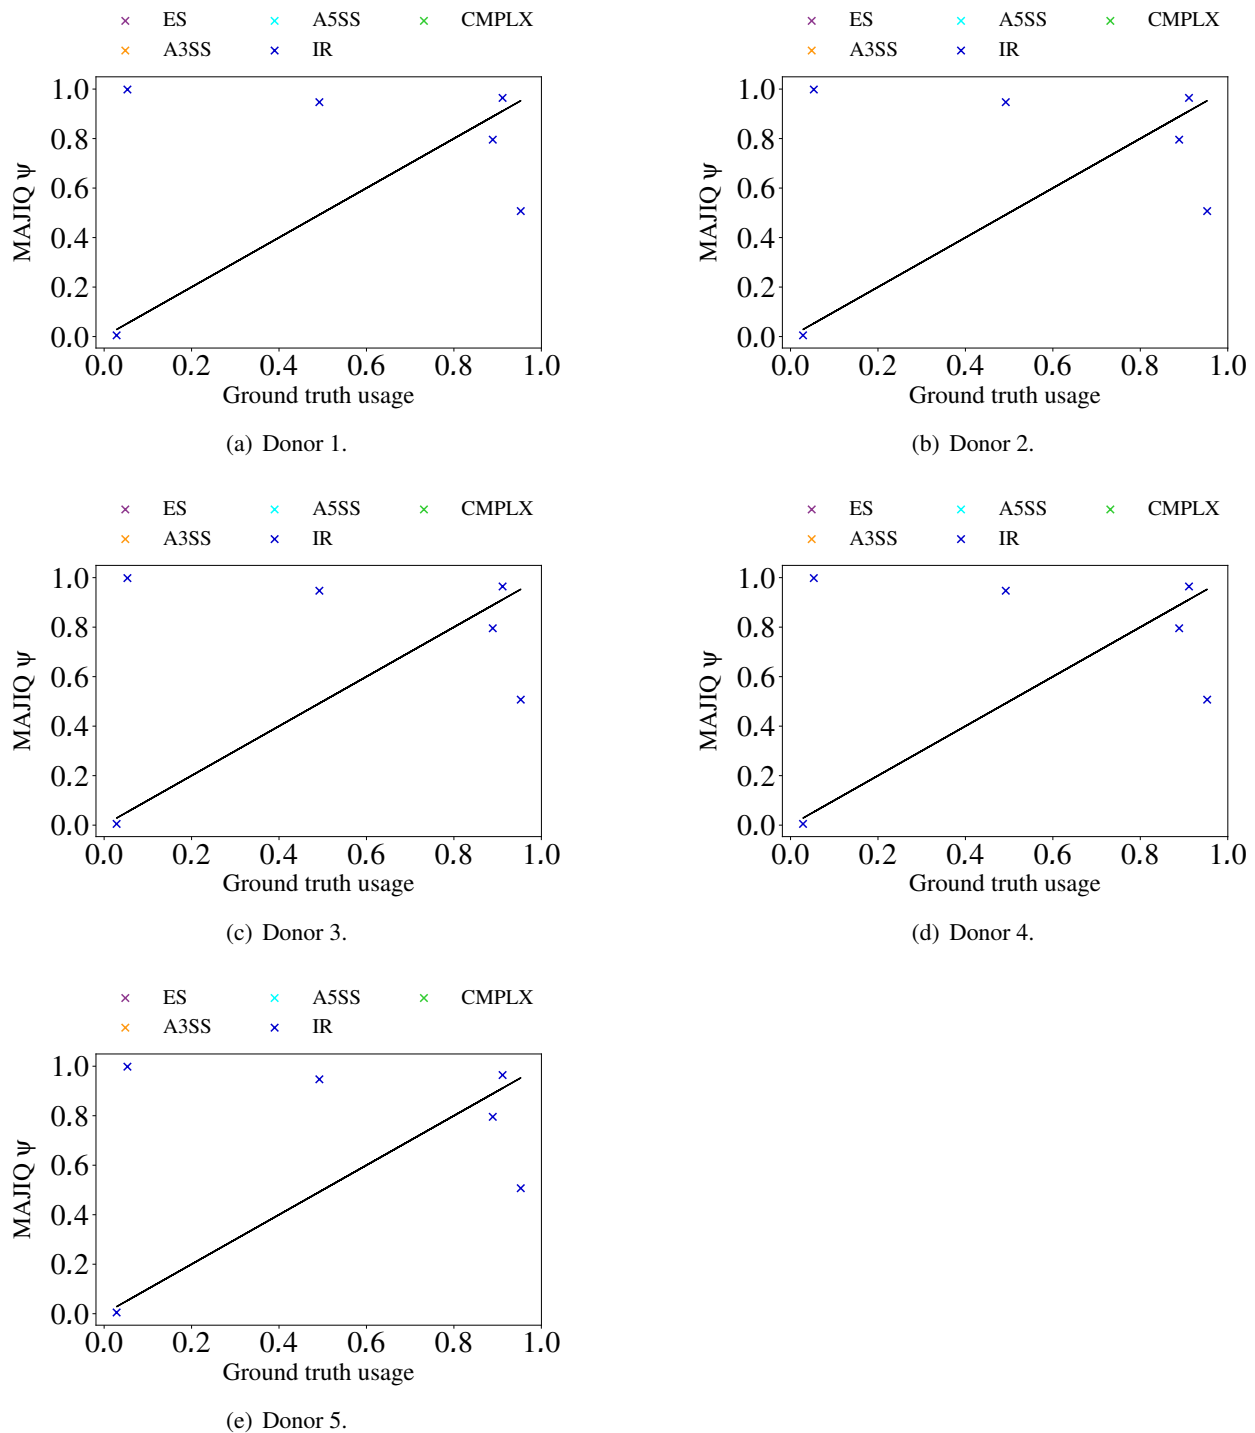 ES A5SS CMPLX
A3SS IR
1.0
0.8
0.6
0.4
0.2
0.0
MAJIQ ψ
0.0 0.2 0.4 0.6 0.8 1.0
Ground truth usage
(a) Donor 1.
ES A5SS CMPLX
A3SS IR
1.0
0.8
0.6
0.4
0.2
0.0
MAJIQ ψ
0.0 0.2 0.4 0.6 0.8 1.0
Ground truth usage
(b) Donor 2.
ES A5SS CMPLX
A3SS IR
1.0
0.8
0.6
0.4
0.2
0.0
MAJIQ ψ
0.0 0.2 0.4 0.6 0.8 1.0
Ground truth usage
(c) Donor 3.
ES A5SS CMPLX
A3SS IR
1.0
0.8
0.6
0.4
0.2
0.0
MAJIQ ψ
0.0 0.2 0.4 0.6 0.8 1.0
Ground truth usage
(d) Donor 4.
ES A5SS CMPLX
A3SS IR
1.0
0.8
0.6
0.4
0.2
0.0
MAJIQ ψ
0.0 0.2 0.4 0.6 0.8 1.0
Ground truth usage
(e) Donor 5.